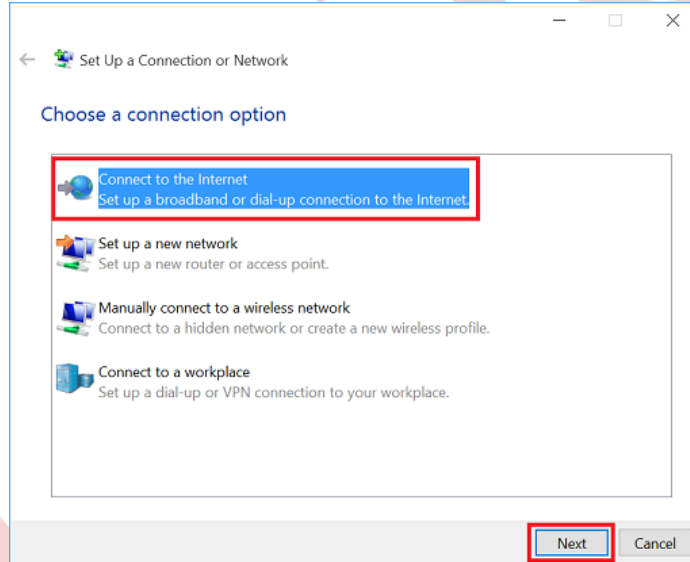 Set Up a Connection or Network
Choose a connection option
Connect to the Internet
Set up a broadband or dial-up connection to the Internet.
Set up a new network
Set up a new router or access point.
Manually connect to a wireless network
Connect to a hidden network or create a new wireless profile.
Connect to a workplace
Set up a dial-up or VPN connection to your workplace.
Next Cancel